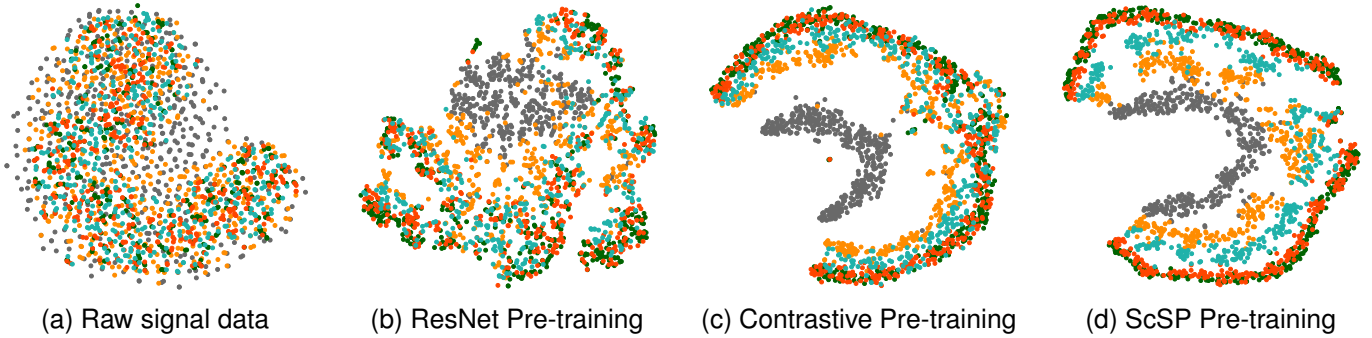 (a) Raw signal data
(b) ResNet Pre-training
(c) Contrastive Pre-training
(d) ScSP Pre-training